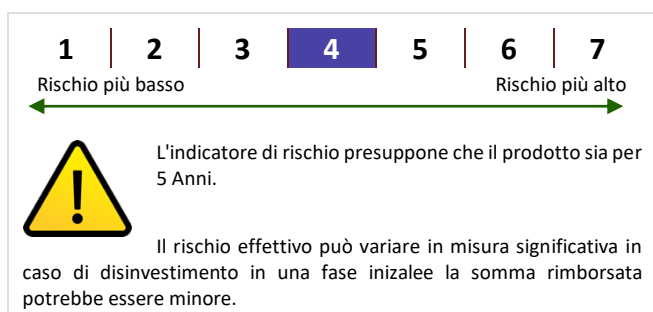 1 2 3 4 5 6 7
Rischio più basso Rischio più alto
L'indicatore di rischio presuppone che il prodotto sia per
5 Anni.
Il rischio effettivo può variare in misura significativa in
caso di disinvestimento in una fase inizalee la somma rimborsata
potrebbe essere minore.